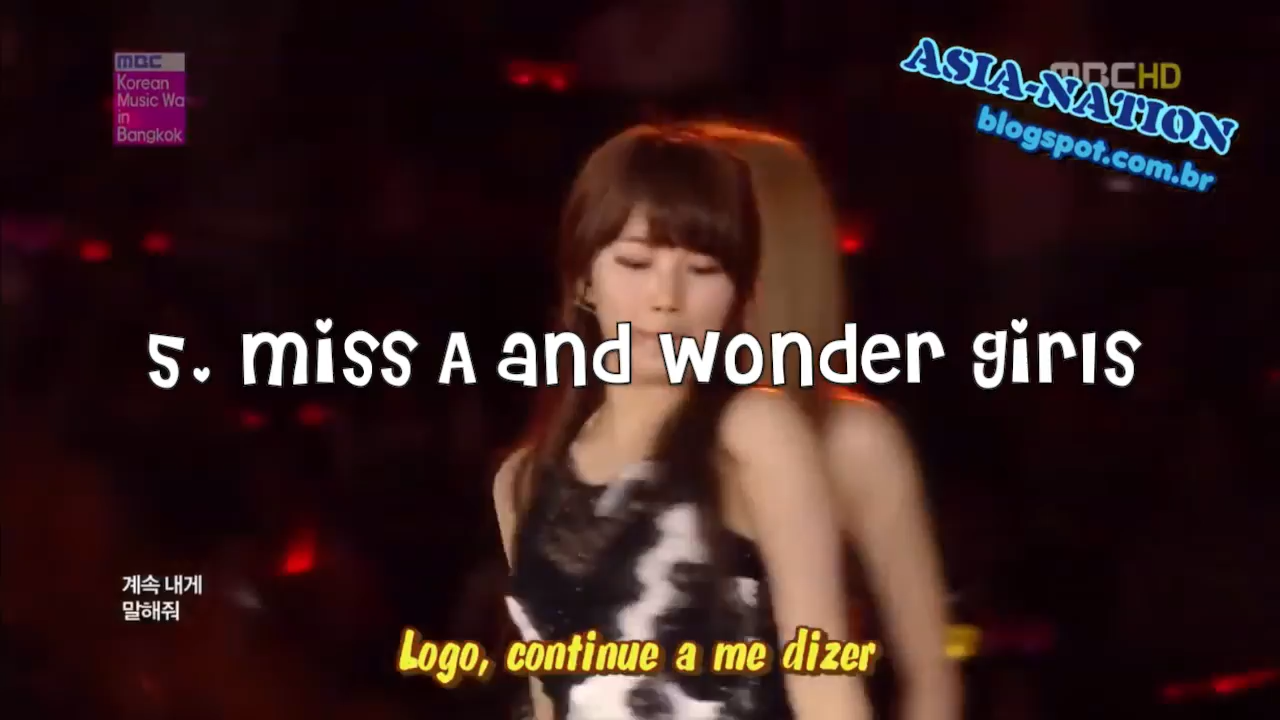 MBC
Korean
Music Wa
in
Bangkok
MBCHD
ASIA-NATION
blogspot.com.br
5. miss A and wonder girls
계속 내게
말해줘
Logo, continue a me dizer